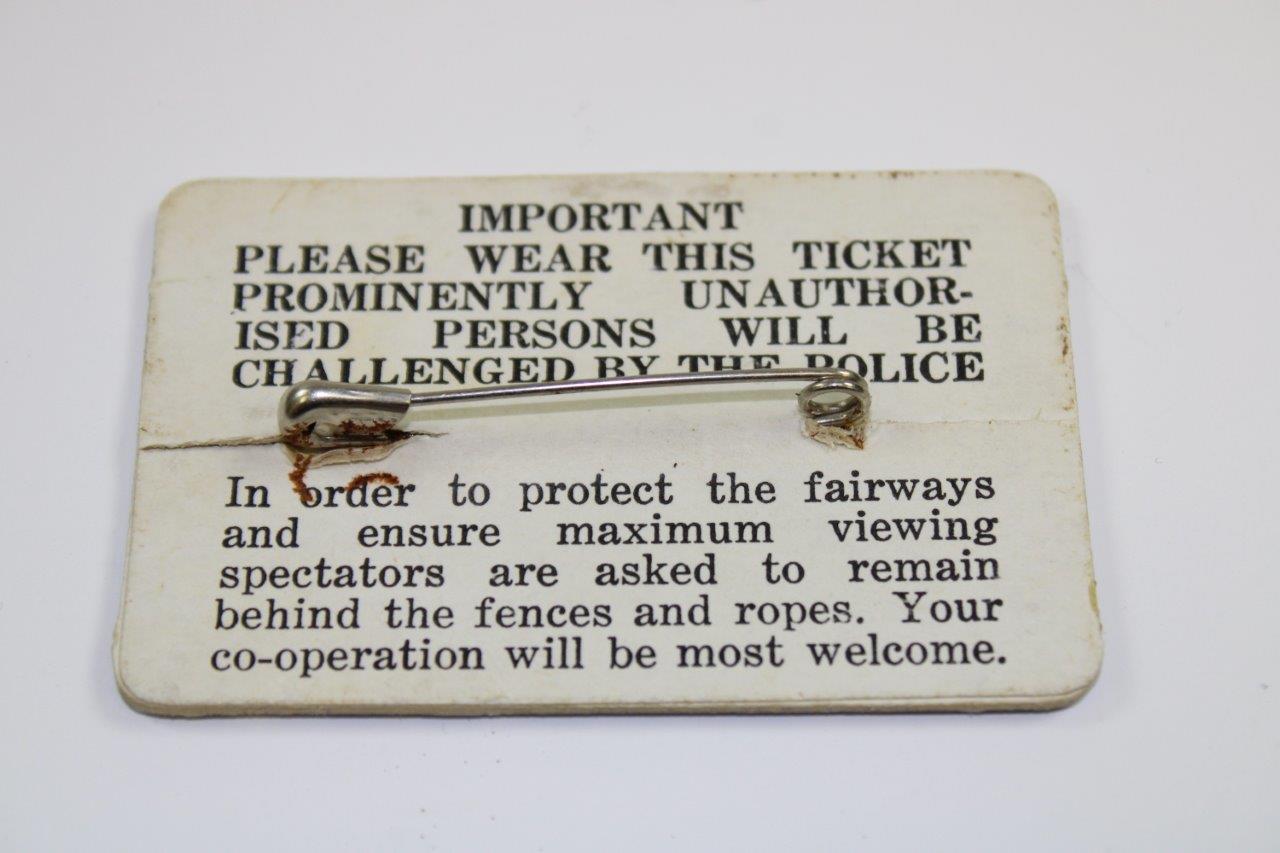 IMPORTANT
PLEASE WEAR THIS TICKET
PROMINENTLY UNAUTHOR-
ISED PERSONS WILL BE
CHALLENGED BY THE POLICE
In order to protect the fairways
and ensure maximum viewing
spectators are asked to remain
behind the fences and ropes. Your
co-operation will be most welcome.